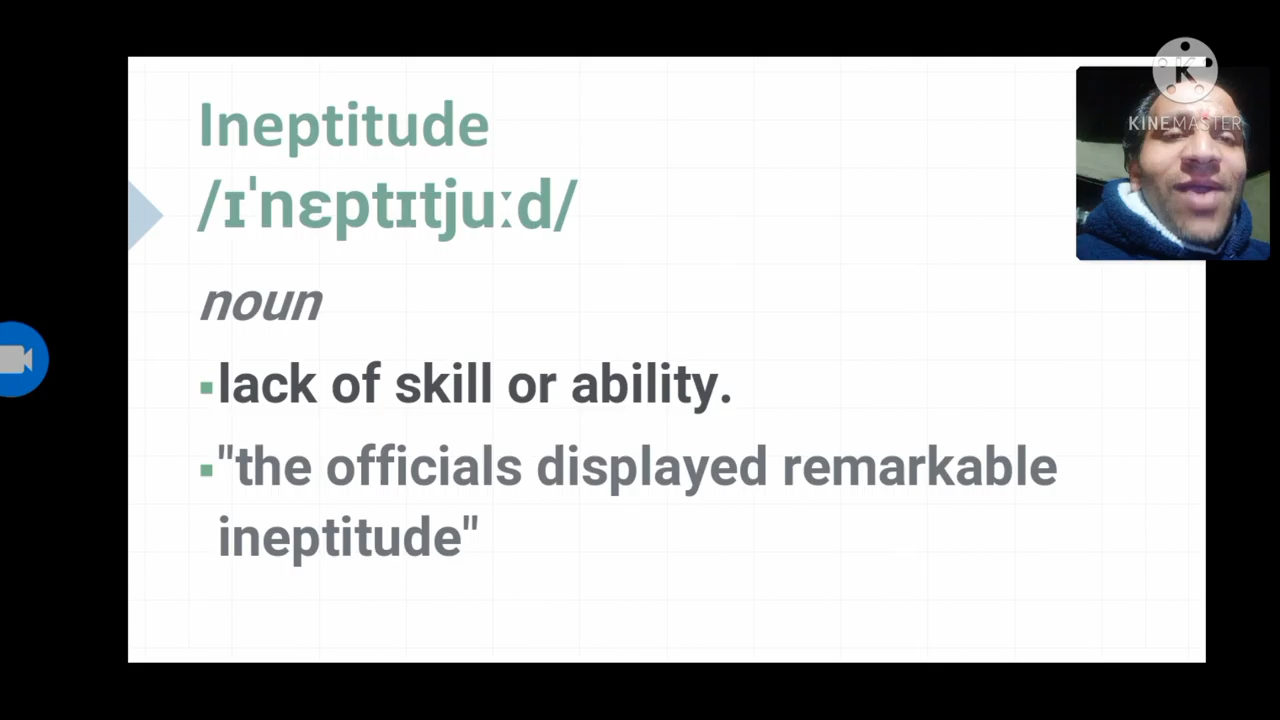 Ineptitude
/ɪˈnɛptɪtjuːd/
noun
▪lack of skill or ability.
▪"the officials displayed remarkable
ineptitude"
K
KINEMASTER